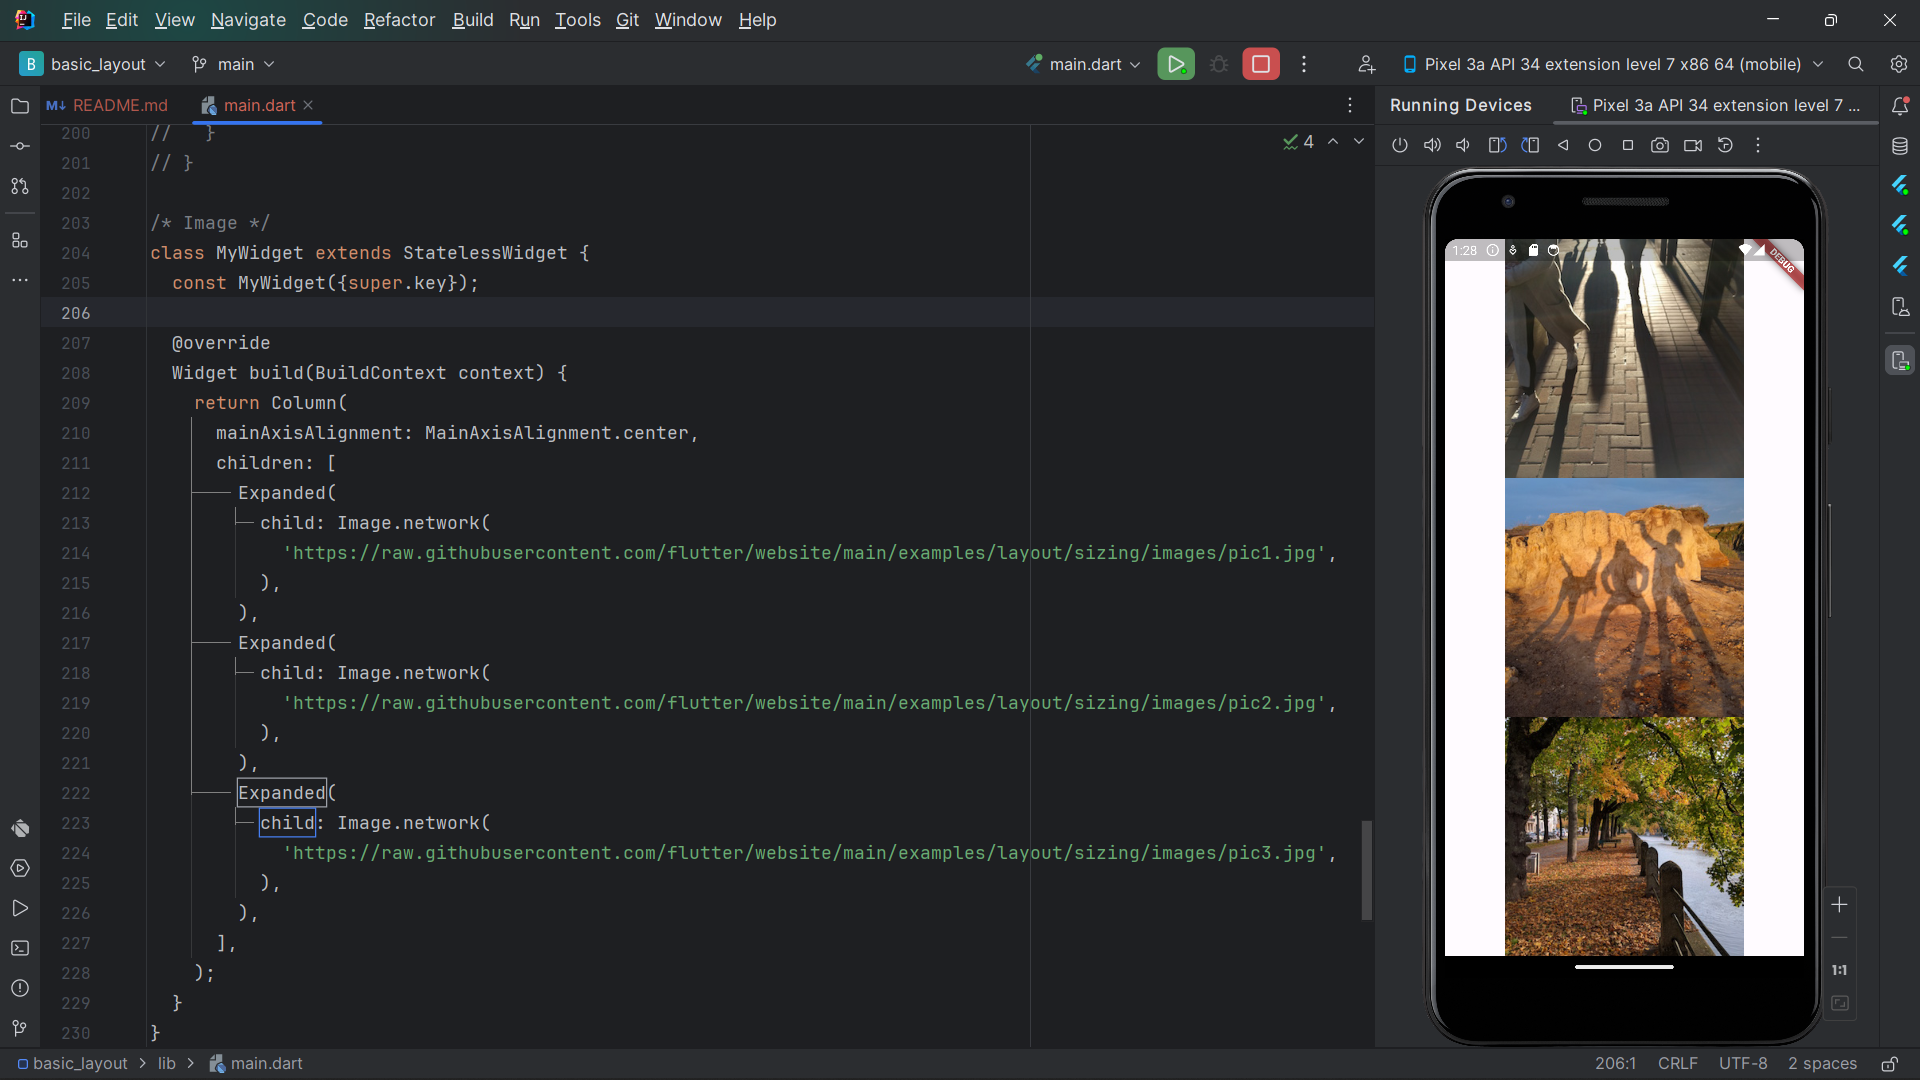 File Edit View Navigate Code Refactor Build Run Tools Git Window Help
B basic_layout main main.dart Pixel 3a API 34 extension level 7 x86 64 (mobile)
M↓ README.md main.dart
Running Devices Pixel 3a API 34 extension level 7 ...
4
200 //   }
201 // }
202
203 /* Image */
204 class MyWidget extends StatelessWidget {
205   const MyWidget({super.key});
206
207   @override
208   Widget build(BuildContext context) {
209     return Column(
210       mainAxisAlignment: MainAxisAlignment.center,
211       children: [
212         Expanded(
213           child: Image.network(
214             'https://raw.githubusercontent.com/flutter/website/main/examples/layout/sizing/images/pic1.jpg',
215           ),
216         ),
217         Expanded(
218           child: Image.network(
219             'https://raw.githubusercontent.com/flutter/website/main/examples/layout/sizing/images/pic2.jpg',
220           ),
221         ),
222         Expanded(
223           child: Image.network(
224             'https://raw.githubusercontent.com/flutter/website/main/examples/layout/sizing/images/pic3.jpg',
225           ),
226         ),
227       ],
228     );
229   }
230 }
1:28
DEBUG
1:1
basic_layout > lib > main.dart
206:1 CRLF UTF-8 2 spaces